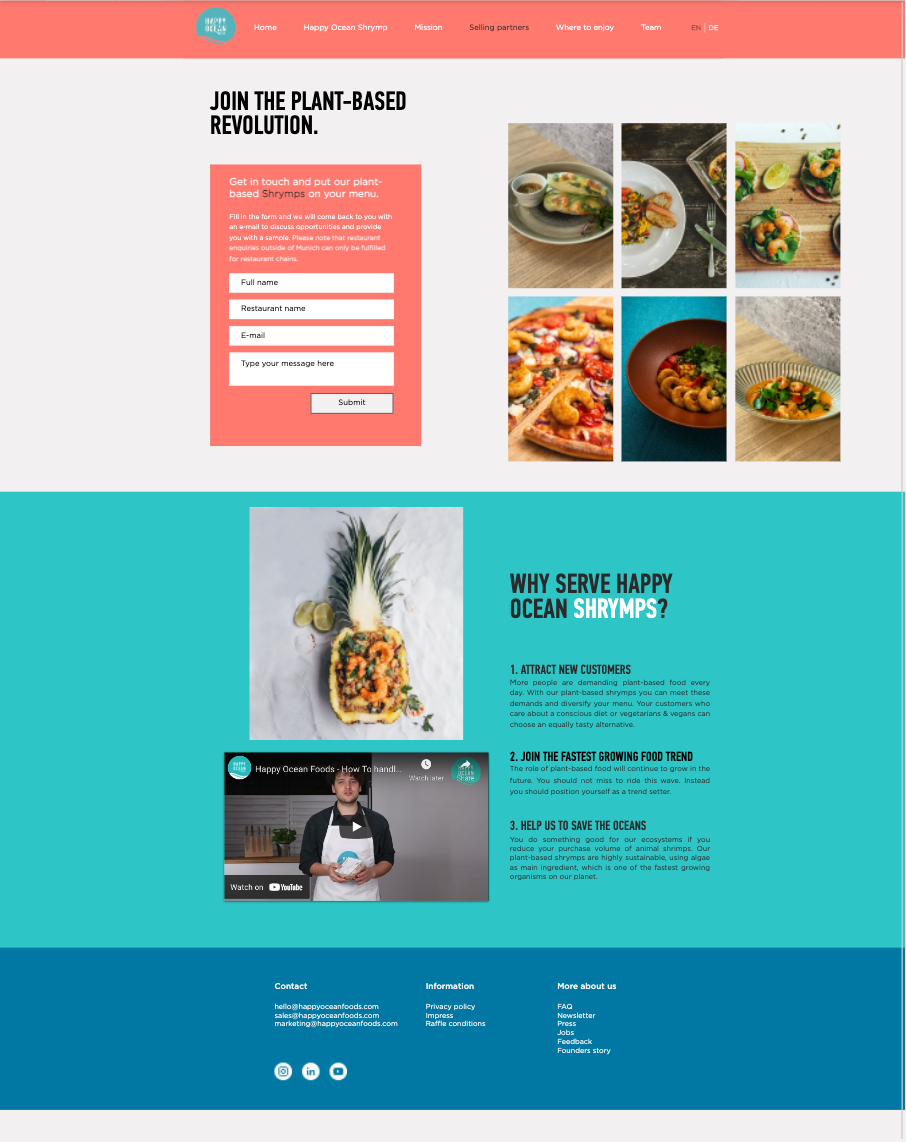 HAPPY
OCEAN
Home
Happy Ocean Shrymp
Mission
Selling partners
Where to enjoy
Team
EN | DE
JOIN THE PLANT-BASED
REVOLUTION.
Get in touch and put our plant-
based Shrymps on your menu.
Fill in the form and we will come back to you with
an e-mail to discuss opportunities and provide
you with a sample. Please note that restaurant
enquiries outside of Munich can only be fulfilled
for restaurant chains.
Full name
Restaurant name
E-mail
Type your message here
Submit
WHY SERVE HAPPY
OCEAN SHRYMPS?
1. ATTRACT NEW CUSTOMERS
More people are demanding plant-based food every
day. With our plant-based shrymps you can meet these
demands and diversify your menu. Your customers who
care about a conscious diet or vegetarians & vegans can
choose an equally tasty alternative.
HAPPY
OCEAN
Happy Ocean Foods - How To handl...
Watch later
Share
Watch on YouTube
2. JOIN THE FASTEST GROWING FOOD TREND
The role of plant-based food will continue to grow in the
future. You should not miss to ride this wave. Instead
you should position yourself as a trend setter.
3. HELP US TO SAVE THE OCEANS
You do something good for our ecosystems if you
reduce your purchase volume of animal shrimps. Our
plant-based shrymps are highly sustainable, using algae
as main ingredient, which is one of the fastest growing
organisms on our planet.
Contact
hello@happyoceanfoods.com
sales@happyoceanfoods.com
marketing@happyoceanfoods.com
Information
Privacy policy
Impress
Raffle conditions
More about us
FAQ
Newsletter
Press
Jobs
Feedback
Founders story
in